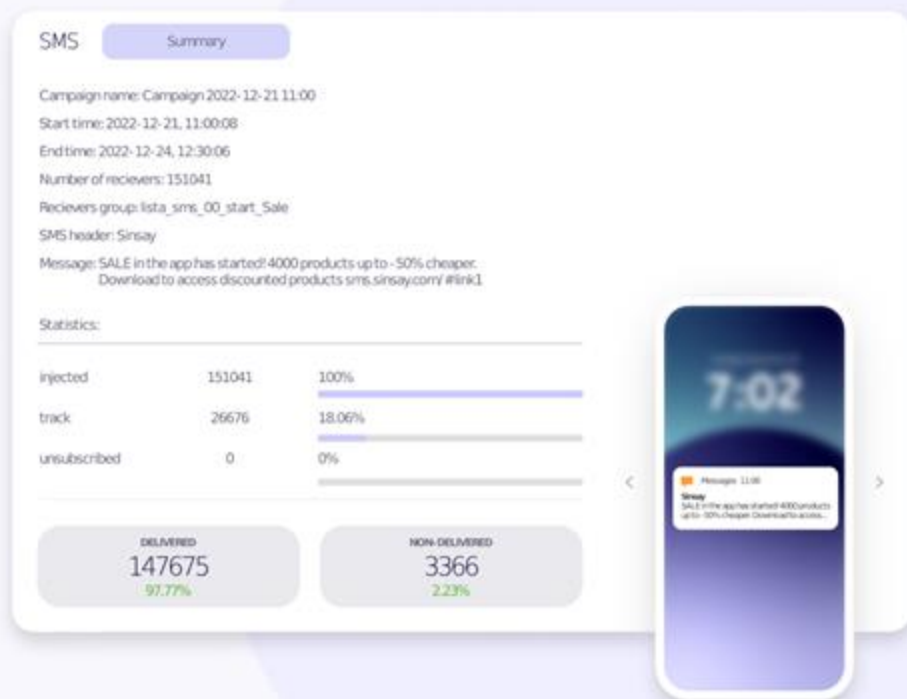 SMS
Summary
Campaign name: Campaign 2022-12-21 11:00
Start time: 2022-12-21, 11:00:08
End time: 2022-12-24, 12:30:06
Number of recievers: 151041
Recievers group: lista_sms_00_start_Sale
SMS header: Sinsay
Message: SALE in the app has started! 4000 products up to -50% cheaper.
Download to access discounted products sms.sinsay.com/#link1
Statistics:
injected 151041 100%
track 26676 18.06%
unsubscribed 0 0%
DELIVERED
147675
97.77%
NON-DELIVERED
3366
2.23%
7:02
Messages 11:00
Sinsay
SALE in the app has started! 4000 products
up to -50% cheaper. Download to access...